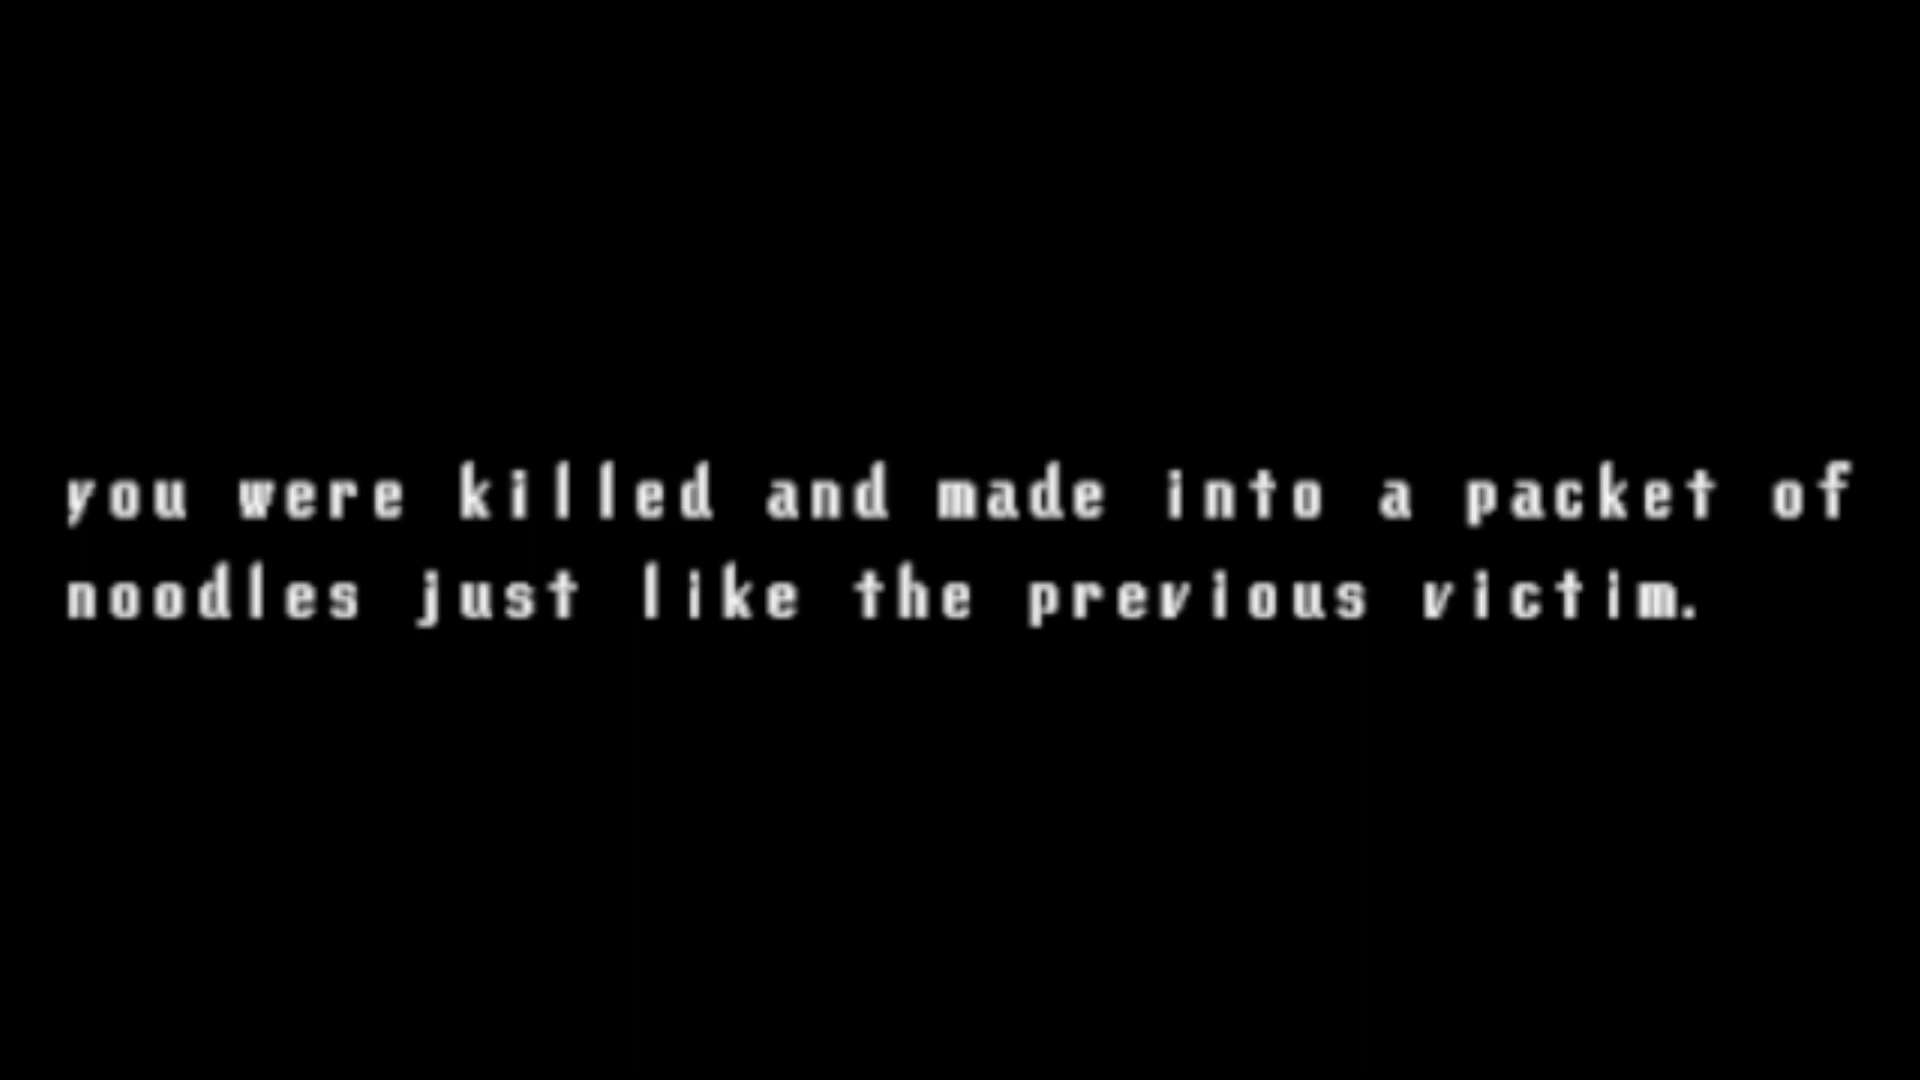 you were killed and made into a packet of
noodles just like the previous victim.